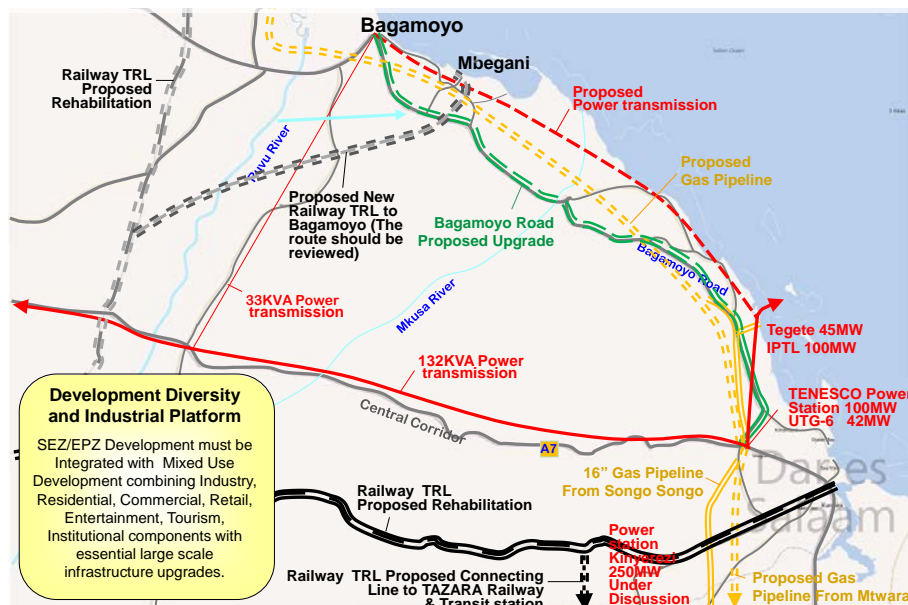 Bagamoyo
Mbegani
Railway TRL
Proposed
Rehabilitation
Proposed
Power transmission
Ruvu River
Proposed
Gas Pipeline
Proposed New
Railway TRL to
Bagamoyo (The
route should be
reviewed)
Bagamoyo Road
Proposed Upgrade
Bagamoyo Road
33KVA Power
transmission
Mkusa River
Tegete 45MW
IPTL 100MW
132KVA Power
transmission
TENESCO Power
Station 100MW
UTG-6 42MW
Development Diversity
and Industrial Platform
SEZ/EPZ Development must be
Integrated with Mixed Use
Development combining Industry,
Residential, Commercial, Retail,
Entertainment, Tourism,
Institutional components with
essential large scale
infrastructure upgrades.
Central Corridor
A7
16” Gas Pipeline
From Songo Songo
Dar es
Salaam
Railway TRL
Proposed Rehabilitation
Power
station
Kinyerezi
250MW
Under
Discussion
Railway TRL Proposed Connecting
Line to TAZARA Railway
& Transit station
Proposed Gas
Pipeline From Mtwara